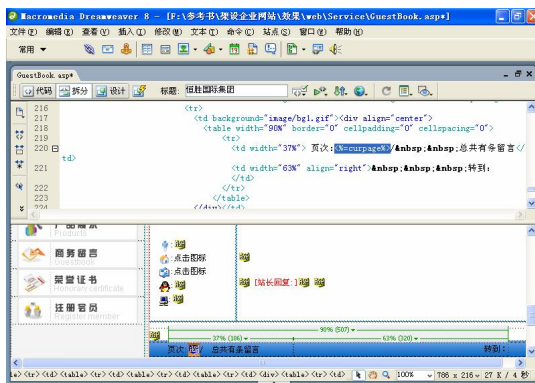 Macromedia Dreamweaver 8 - [F:\参考书\架设企业网站\效果\web\Service\GuestBook.asp*]
文件(F) 编辑(E) 查看(V) 插入(I) 修改(M) 文本(T) 命令(C) 站点(S) 窗口(W) 帮助(H)
常用
GuestBook.asp*
代码 拆分 设计 标题: 恒胜国际集团
216 <tr>
217 <td background="image/bg1.gif"><div align="center">
218 <table width="90%" border="0" cellpadding="0" cellspacing="0">
219 <tr>
220 <td width="37%"> 页次:<%=curpage%>/&nbsp;&nbsp;总共有条留言</
td>
221 <td width="63%" align="right">&nbsp;&nbsp;&nbsp;转到:
</td>
222 </tr>
223 </table>
224 </div></td>
Products
商务留言
Guestbook
荣誉证书
Honorary certificate
注册会员
Register member
:点击图标
:点击图标
[站长回复:]
90% (507)
37% (186) 63% (320)
页次: / 总共有条留言 转到:
<tr> <td> <table> <tr> <td> <table> <tr> <td> <table> <tr> <td> <div> <table> <tr> <td> 100% 786 x 216 27 K / 4 秒